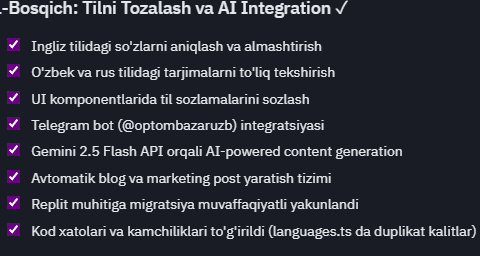 -Bosqich: Tilni Tozalash va AI Integration ✓
Ingliz tilidagi so'zlarni aniqlash va almashtirish
O'zbek va rus tilidagi tarjimalarni to'liq tekshirish
UI komponentlarida til sozlamalarini sozlash
Telegram bot (@optombazaruzb) integratsiyasi
Gemini 2.5 Flash API orqali AI-powered content generation
Avtomatik blog va marketing post yaratish tizimi
Replit muhitiga migratsiya muvaffaqiyatli yakunlandi
Kod xatolari va kamchiliklari to'g'irildi (languages.ts da duplikat kalitlar)